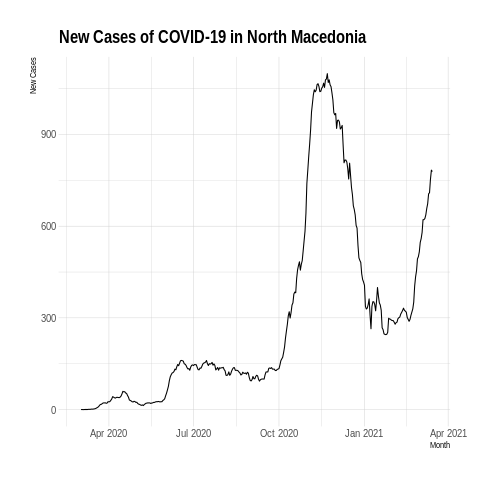 New Cases of COVID-19 in North Macedonia
New Cases
900
600
300
0
Apr 2020 Jul 2020 Oct 2020 Jan 2021 Apr 2021
Month